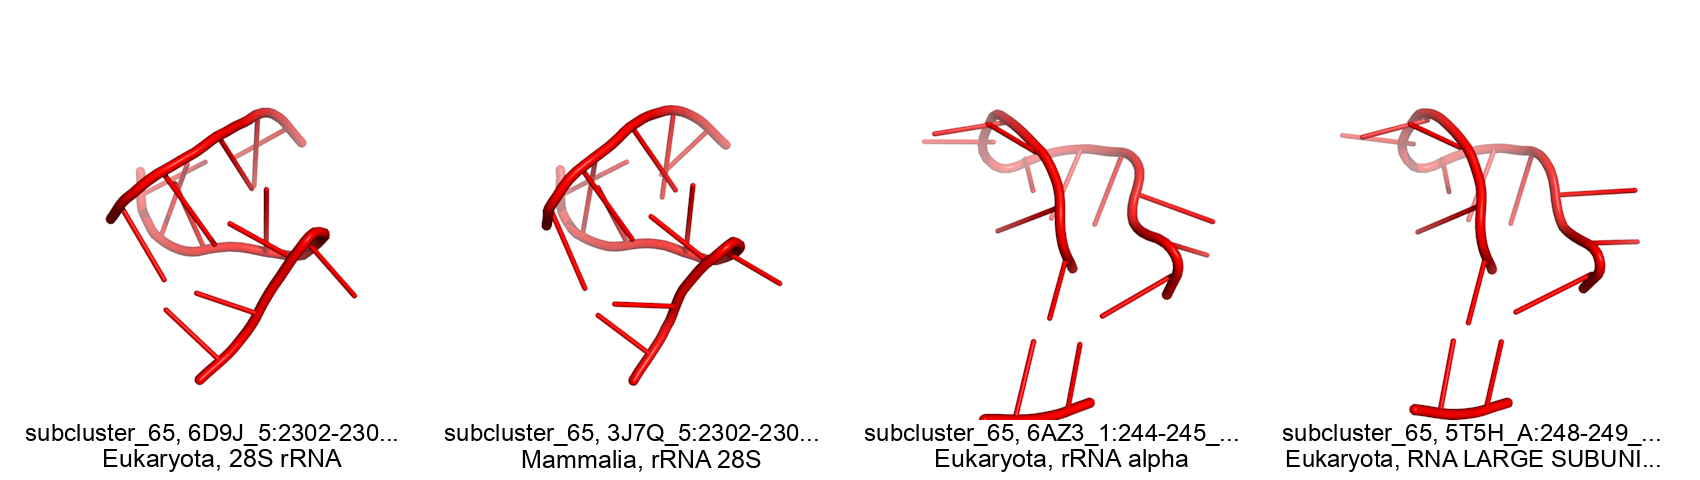 subcluster_65, 6D9J_5:2302-230...
Eukaryota, 28S rRNA
subcluster_65, 3J7Q_5:2302-230...
Mammalia, rRNA 28S
subcluster_65, 6AZ3_1:244-245_...
Eukaryota, rRNA alpha
subcluster_65, 5T5H_A:248-249_...
Eukaryota, RNA LARGE SUBUNI...